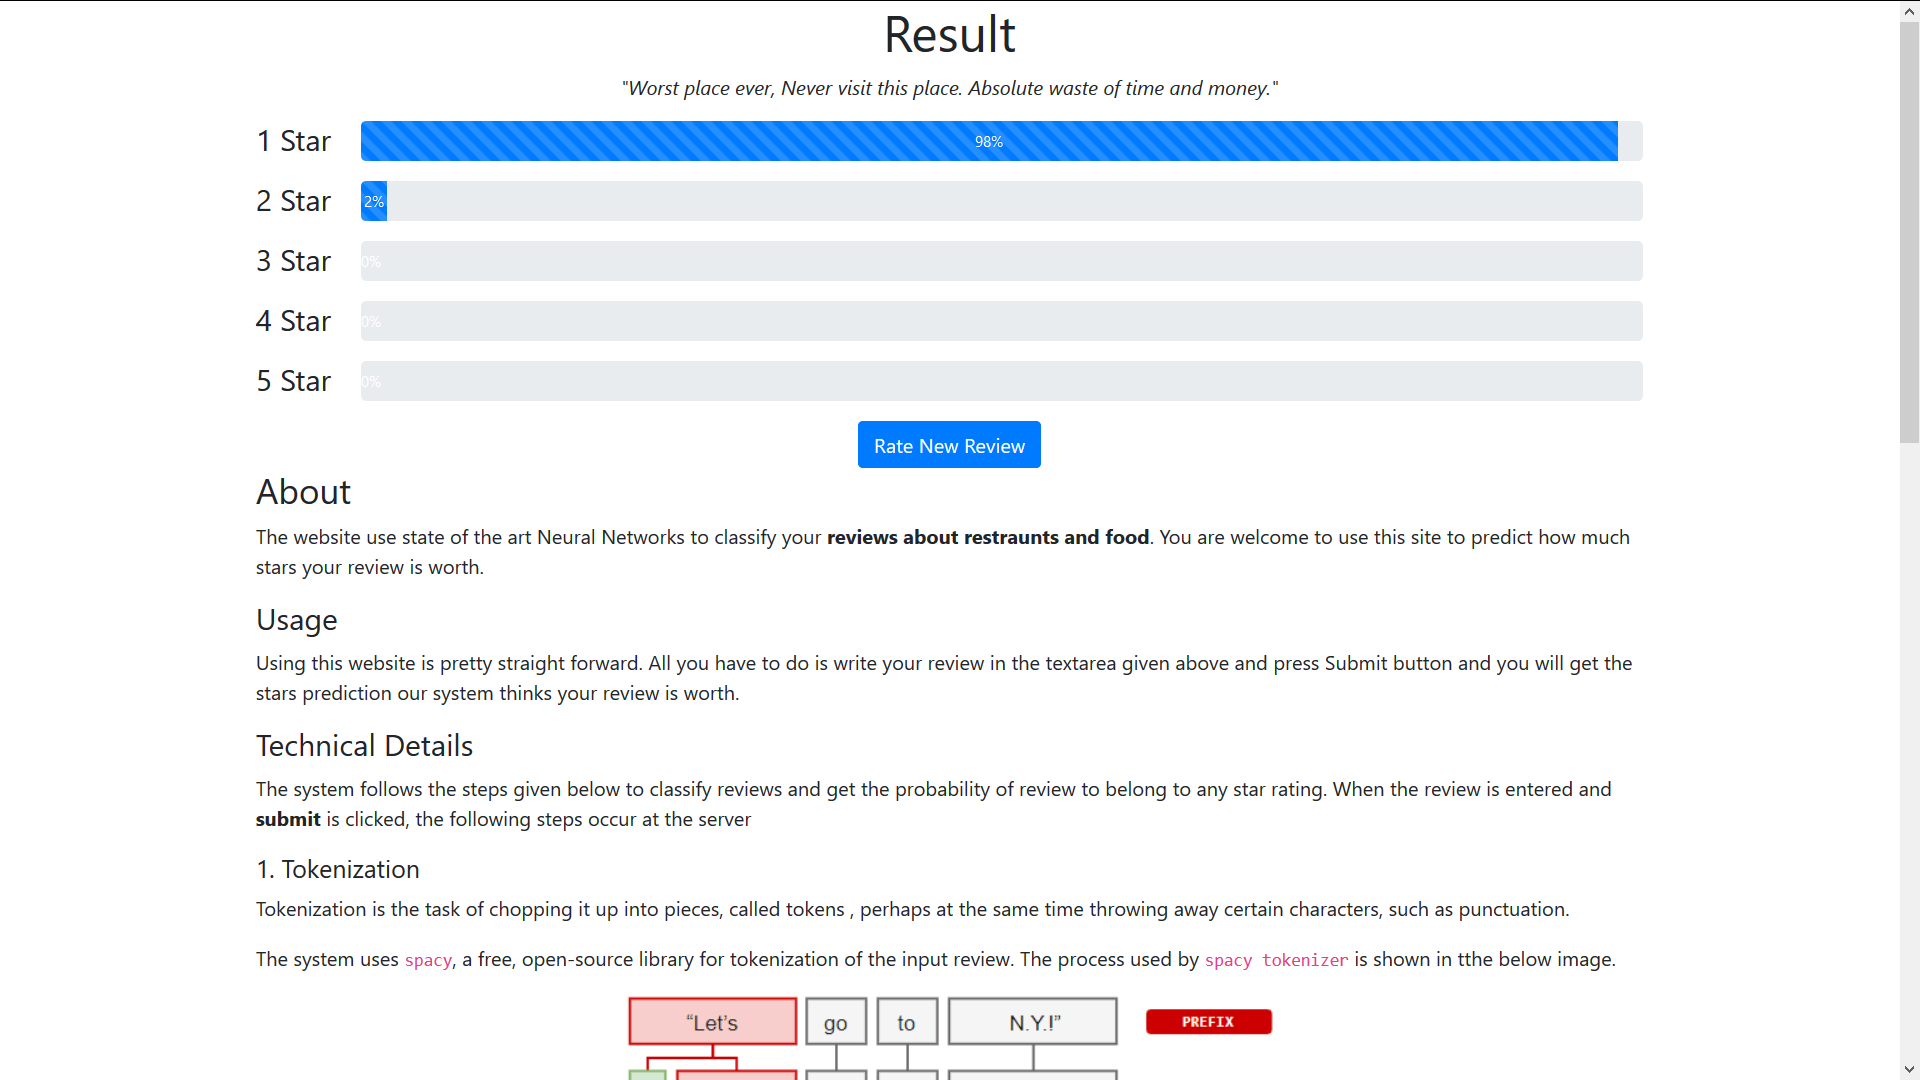 Result
"Worst place ever, Never visit this place. Absolute waste of time and money."
1 Star 98%
2 Star 2%
3 Star 0%
4 Star 0%
5 Star 0%
Rate New Review
About
The website use state of the art Neural Networks to classify your reviews about restraunts and food. You are welcome to use this site to predict how much
stars your review is worth.
Usage
Using this website is pretty straight forward. All you have to do is write your review in the textarea given above and press Submit button and you will get the
stars prediction our system thinks your review is worth.
Technical Details
The system follows the steps given below to classify reviews and get the probability of review to belong to any star rating. When the review is entered and
submit is clicked, the following steps occur at the server
1. Tokenization
Tokenization is the task of chopping it up into pieces, called tokens , perhaps at the same time throwing away certain characters, such as punctuation.
The system uses spacy, a free, open-source library for tokenization of the input review. The process used by spacy tokenizer is shown in tthe below image.
“Let’s go to N.Y.!” PREFIX